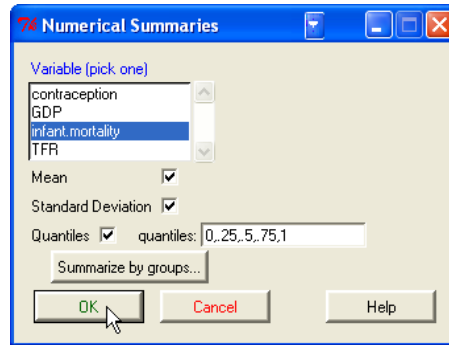 Numerical Summaries
Variable (pick one)
contraception
GDP
infant.mortality
TFR
Mean
Standard Deviation
Quantiles quantiles: 0,.25,.5,.75,1
Summarize by groups...
OK Cancel Help